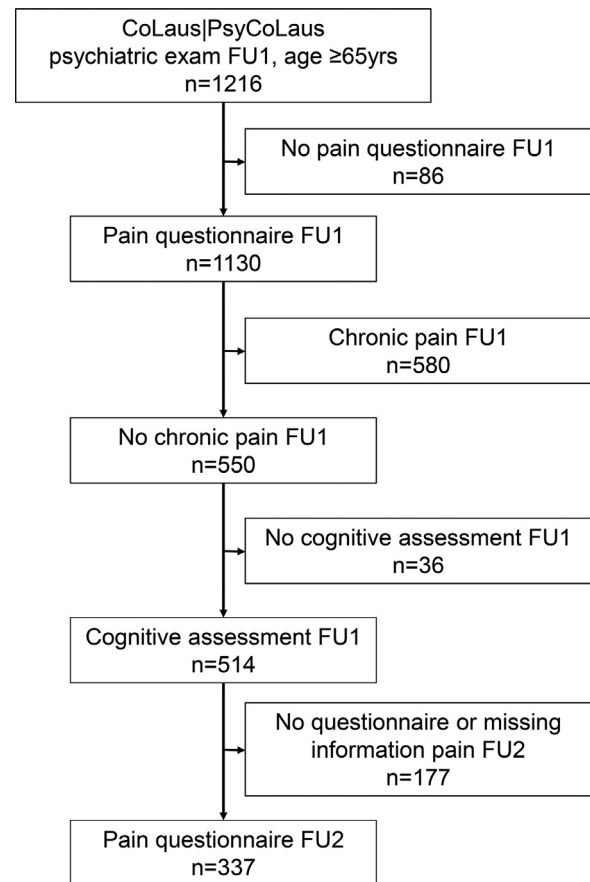 CoLaus|PsyCoLaus
psychiatric exam FU1, age ≥65yrs
n=1216
No pain questionnaire FU1
n=86
Pain questionnaire FU1
n=1130
Chronic pain FU1
n=580
No chronic pain FU1
n=550
No cognitive assessment FU1
n=36
Cognitive assessment FU1
n=514
No questionnaire or missing
information pain FU2
n=177
Pain questionnaire FU2
n=337